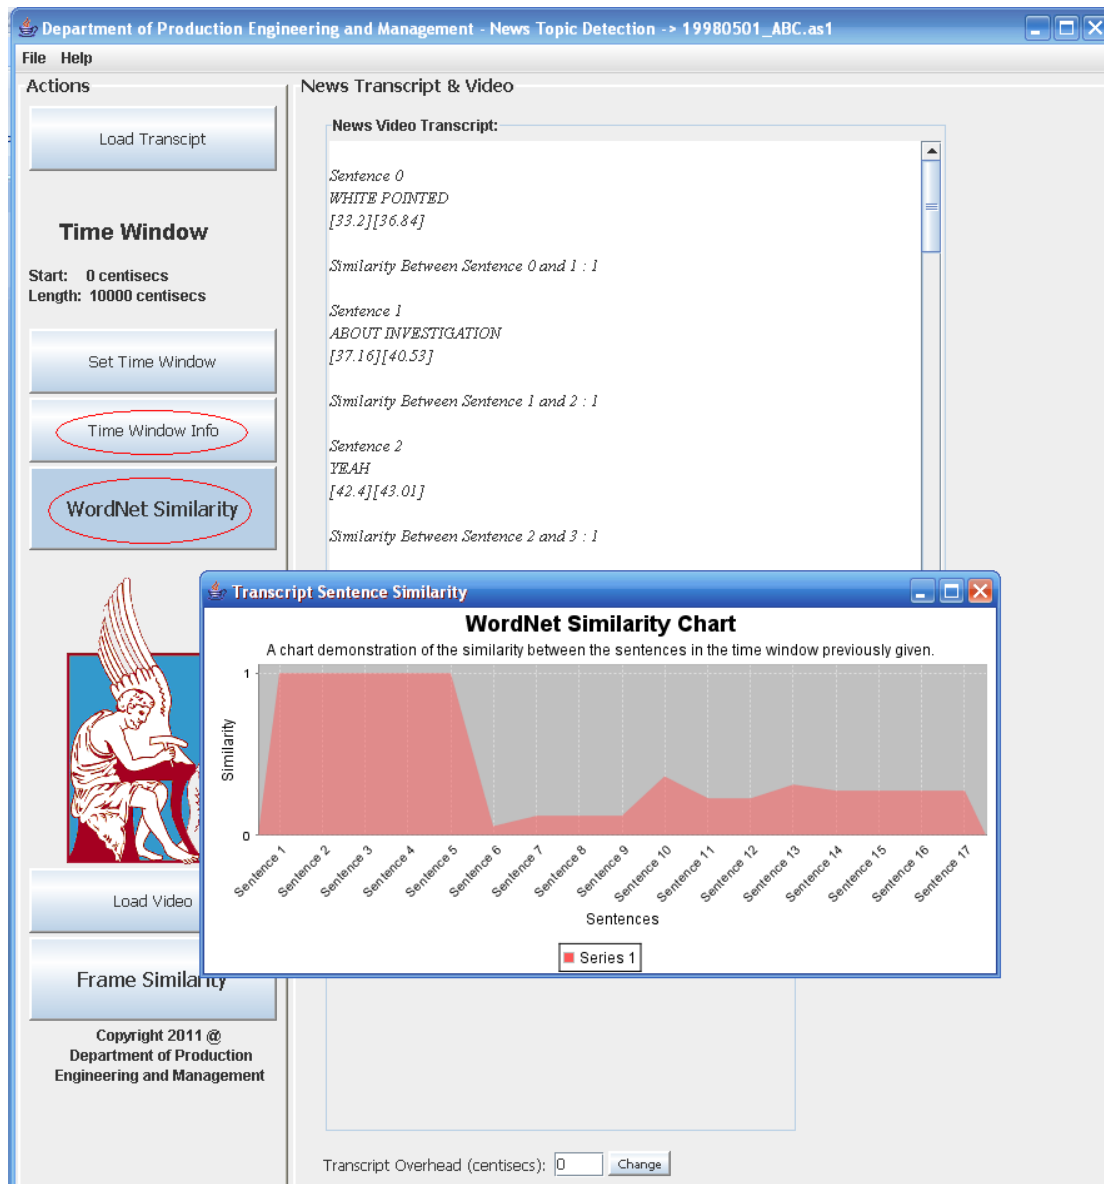 Department of Production Engineering and Management - News Topic Detection -> 19980501_ABC.as1
File Help
Actions
Load Transcipt
Time Window
Start: 0 centisecs
Length: 10000 centisecs
Set Time Window
Time Window Info
WordNet Similarity
Load Video
Frame Similarity
Copyright 2011 @
Department of Production
Engineering and Management
News Transcript & Video
News Video Transcript:
Sentence 0
WHITE POINTED
[33.2][36.84]
Similarity Between Sentence 0 and 1 : 1
Sentence 1
ABOUT INVESTIGATION
[37.16][40.53]
Similarity Between Sentence 1 and 2 : 1
Sentence 2
YEAH
[42.4][43.01]
Similarity Between Sentence 2 and 3 : 1
Transcript Sentence Similarity
WordNet Similarity Chart
A chart demonstration of the similarity between the sentences in the time window previously given.
Similarity
1
0
Sentence 1
Sentence 2
Sentence 3
Sentence 4
Sentence 5
Sentence 6
Sentence 7
Sentence 8
Sentence 9
Sentence 10
Sentence 11
Sentence 12
Sentence 13
Sentence 14
Sentence 15
Sentence 16
Sentence 17
Sentences
Series 1
Transcript Overhead (centisecs): 0 Change